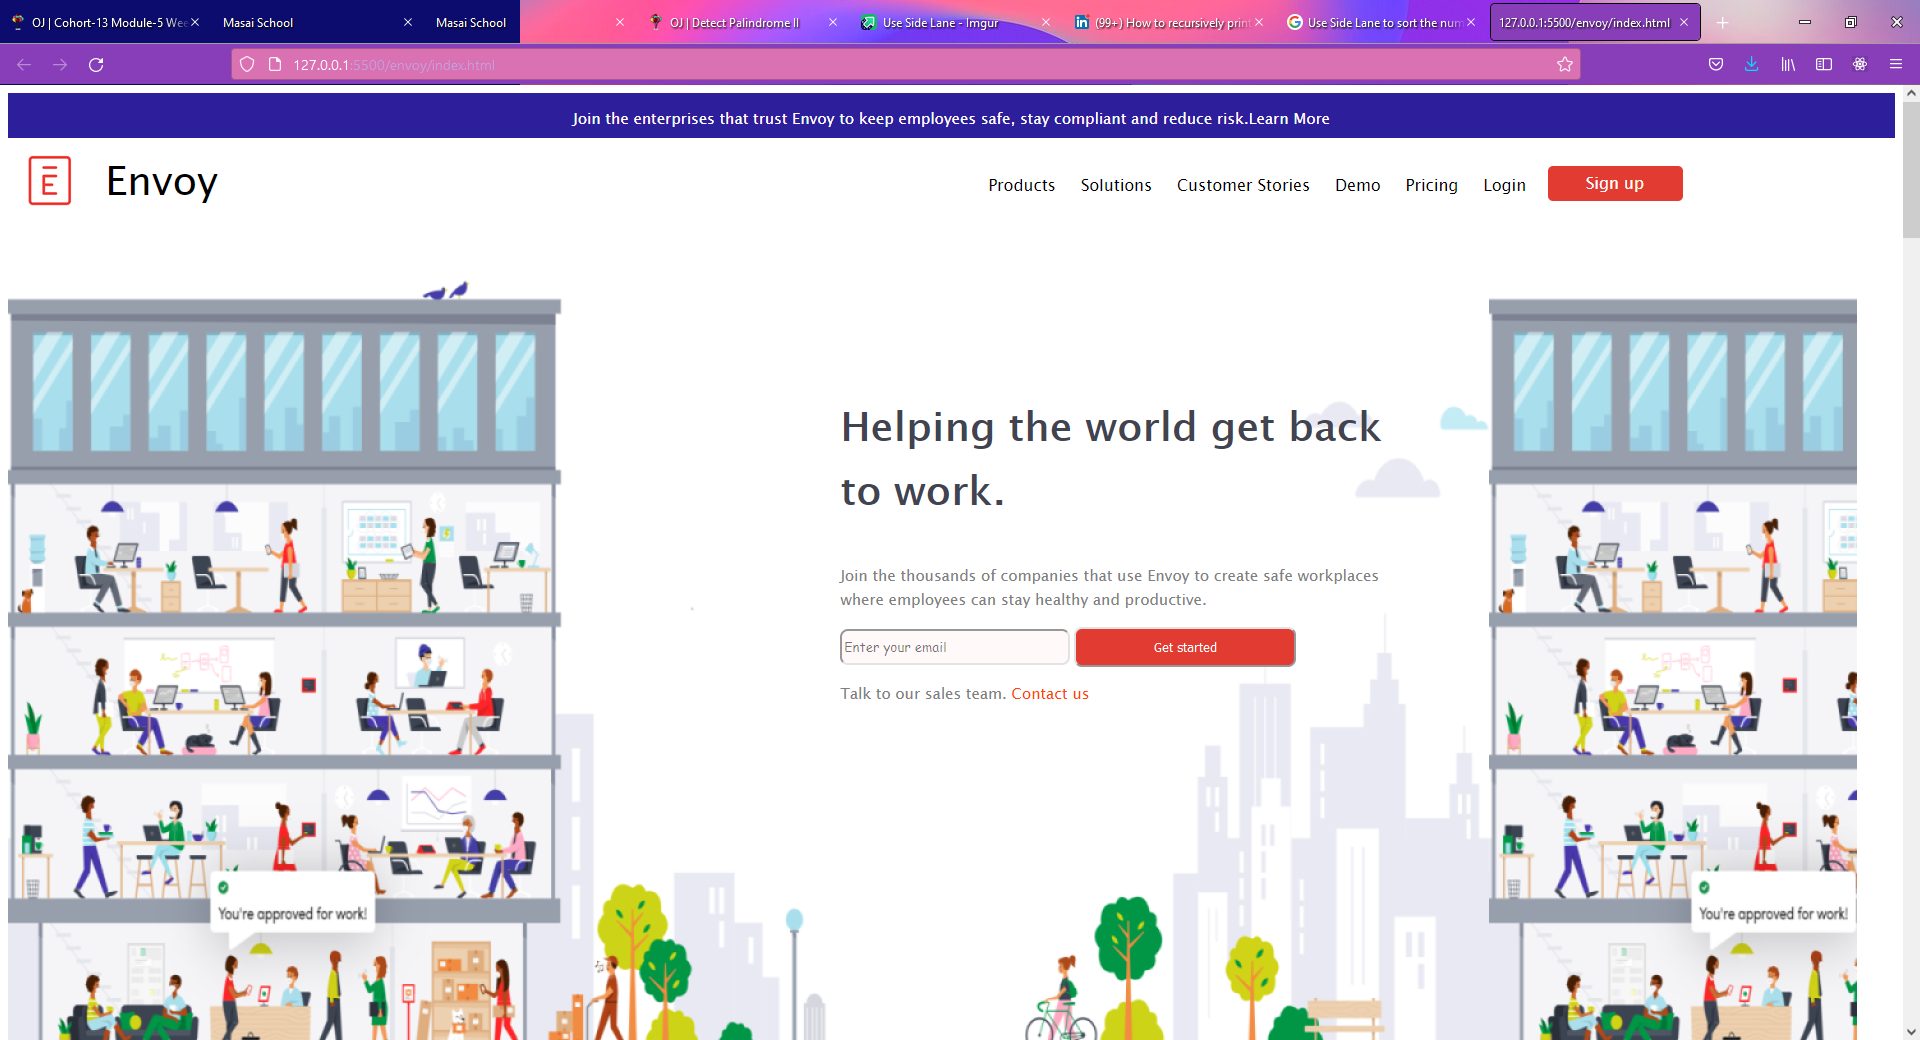 OJ | Cohort-13 Module-5 Wee
Masai School
Masai School
OJ | Detect Palindrome II
Use Side Lane - Imgur
(99+) How to recursively print
Use Side Lane to sort the num
127.0.0.1:5500/envoy/index.html
127.0.0.1:5500/envoy/index.html
Join the enterprises that trust Envoy to keep employees safe, stay compliant and reduce risk.Learn More
E Envoy
Products Solutions Customer Stories Demo Pricing Login Sign up
Helping the world get back
to work.
Join the thousands of companies that use Envoy to create safe workplaces
where employees can stay healthy and productive.
Enter your email Get started
Talk to our sales team. Contact us
You're approved for work!
You're approved for work!